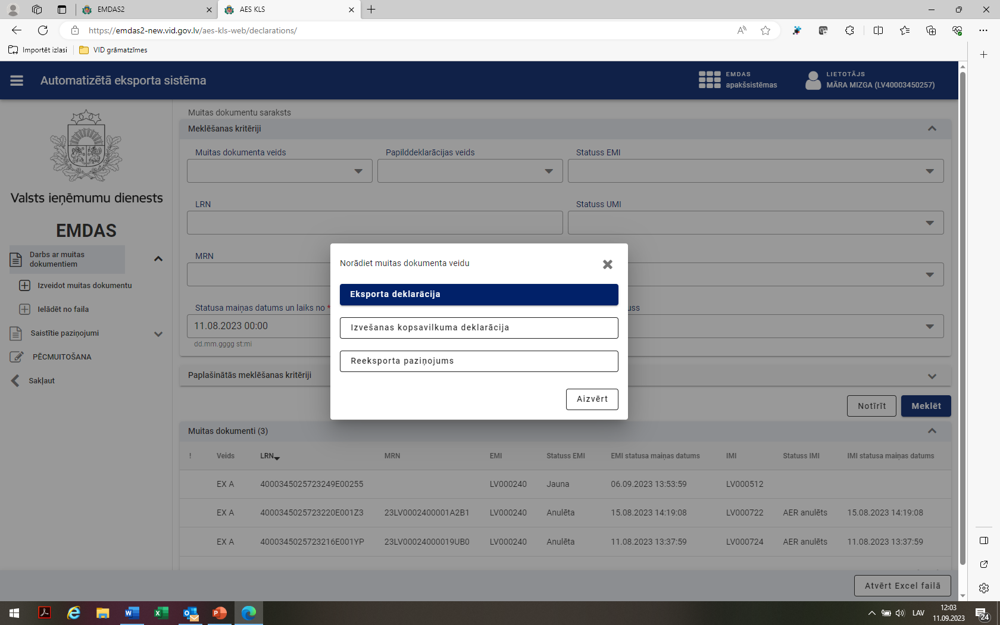 EMDAS2
AES KLS
https://emdas2-new.vid.gov.lv/aes-kls-web/declarations/
Importēt izlasi
VID grāmatzīmes
Automatizētā eksporta sistēma
EMDAS
apakšsistēmas
LIETOTĀJS
MĀRA MIZGA (LV40003450257)
Valsts ieņēmumu dienests
EMDAS
Darbs ar muitas
dokumentiem
Izveidot muitas dokumentu
Ielādēt no faila
Saistītie paziņojumi
PĒCMUITOŠANA
Sakļaut
Muitas dokumentu saraksts
Meklēšanas kritēriji
Muitas dokumenta veids
Papilddeklarācijas veids
Statuss EMI
LRN
Statuss UMI
MRN
Statusa maiņas datums un laiks no *
11.08.2023 00:00
dd.mm.gggg st:mi
uss
Paplašinātās meklēšanas kritēriji
Norādiet muitas dokumenta veidu
Eksporta deklarācija
Izvešanas kopsavilkuma deklarācija
Reeksporta paziņojums
Aizvērt
Notīrīt
Meklēt
Muitas dokumenti (3)
! Veids LRN MRN EMI Statuss EMI EMI statusa maiņas datums IMI Statuss IMI IMI statusa maiņas datums
EX A 4000345025723249E00255 LV000240 Jauna 06.09.2023 13:53:59 LV000512
EX A 4000345025723220E001Z3 23LV0002400001A2B1 LV000240 Anulēta 15.08.2023 14:19:08 LV000722 AER anulēts 15.08.2023 14:19:08
EX A 4000345025723216E001YP 23LV00024000019UB0 LV000240 Anulēta 11.08.2023 13:37:59 LV000724 AER anulēts 11.08.2023 13:37:59
Atvērt Excel failā
LAV
12:03
11.09.2023
24